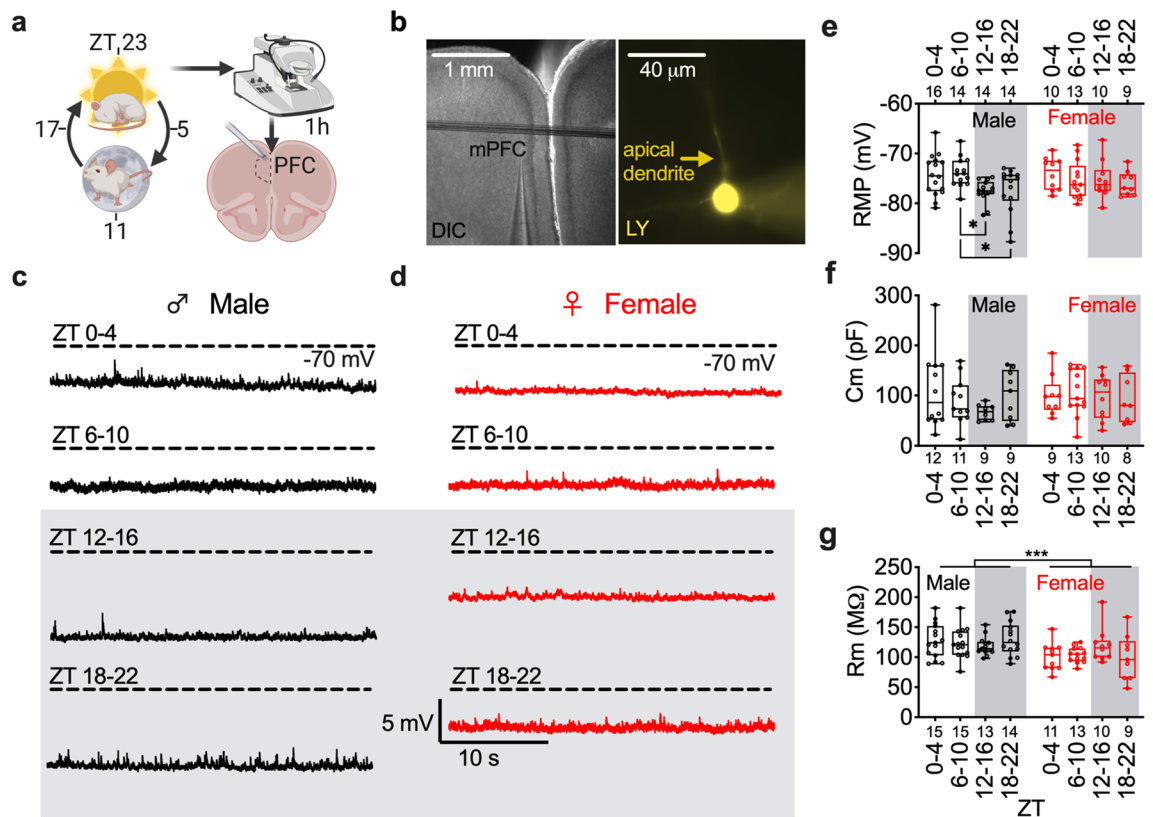 a
ZT 23
17
5
11
1h
PFC
b
1 mm
mPFC
DIC
40 μm
apical
dendrite
LY
c
♂ Male
ZT 0-4
-70 mV
ZT 6-10
ZT 12-16
ZT 18-22
d
♀ Female
ZT 0-4
-70 mV
ZT 6-10
ZT 12-16
ZT 18-22
5 mV
10 s
e
0-4 6-10 12-16 18-22 0-4 6-10 12-16 18-22
16 14 14 14 10 13 10 9
RMP (mV)
-60
-70
-80
-90
Male
Female
*
*
f
Cm (pF)
300
200
100
0
Male
Female
12 11 9 9 9 13 10 8
0-4 6-10 12-16 18-22 0-4 6-10 12-16 18-22
g
***
Rm (MΩ)
250
200
150
100
50
0
Male
Female
15 15 13 14 11 13 10 9
0-4 6-10 12-16 18-22 0-4 6-10 12-16 18-22
ZT